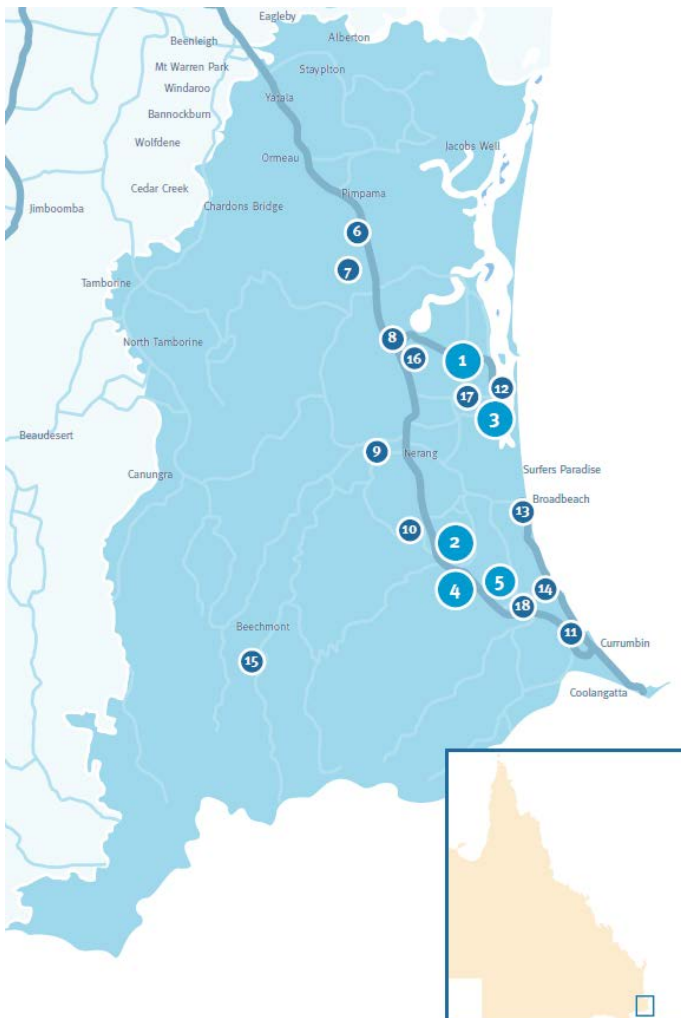 Eagleby
Alberton
Beenleigh
Mt Warren Park
Stayplton
Windaroo
Yatala
Bannockburn
Wolfdene
Jacobs Well
Ormeau
Cedar Creek
Pimpama
Chardons Bridge
Jimboomba
6
7
Tamborine
8
North Tamborine
16
1
12
17
3
Beaudesert
9
Nerang
Surfers Paradise
Canungra
Broadbeach
13
10
2
5
4
14
18
Beechmont
11
Currumbin
15
Coolangatta